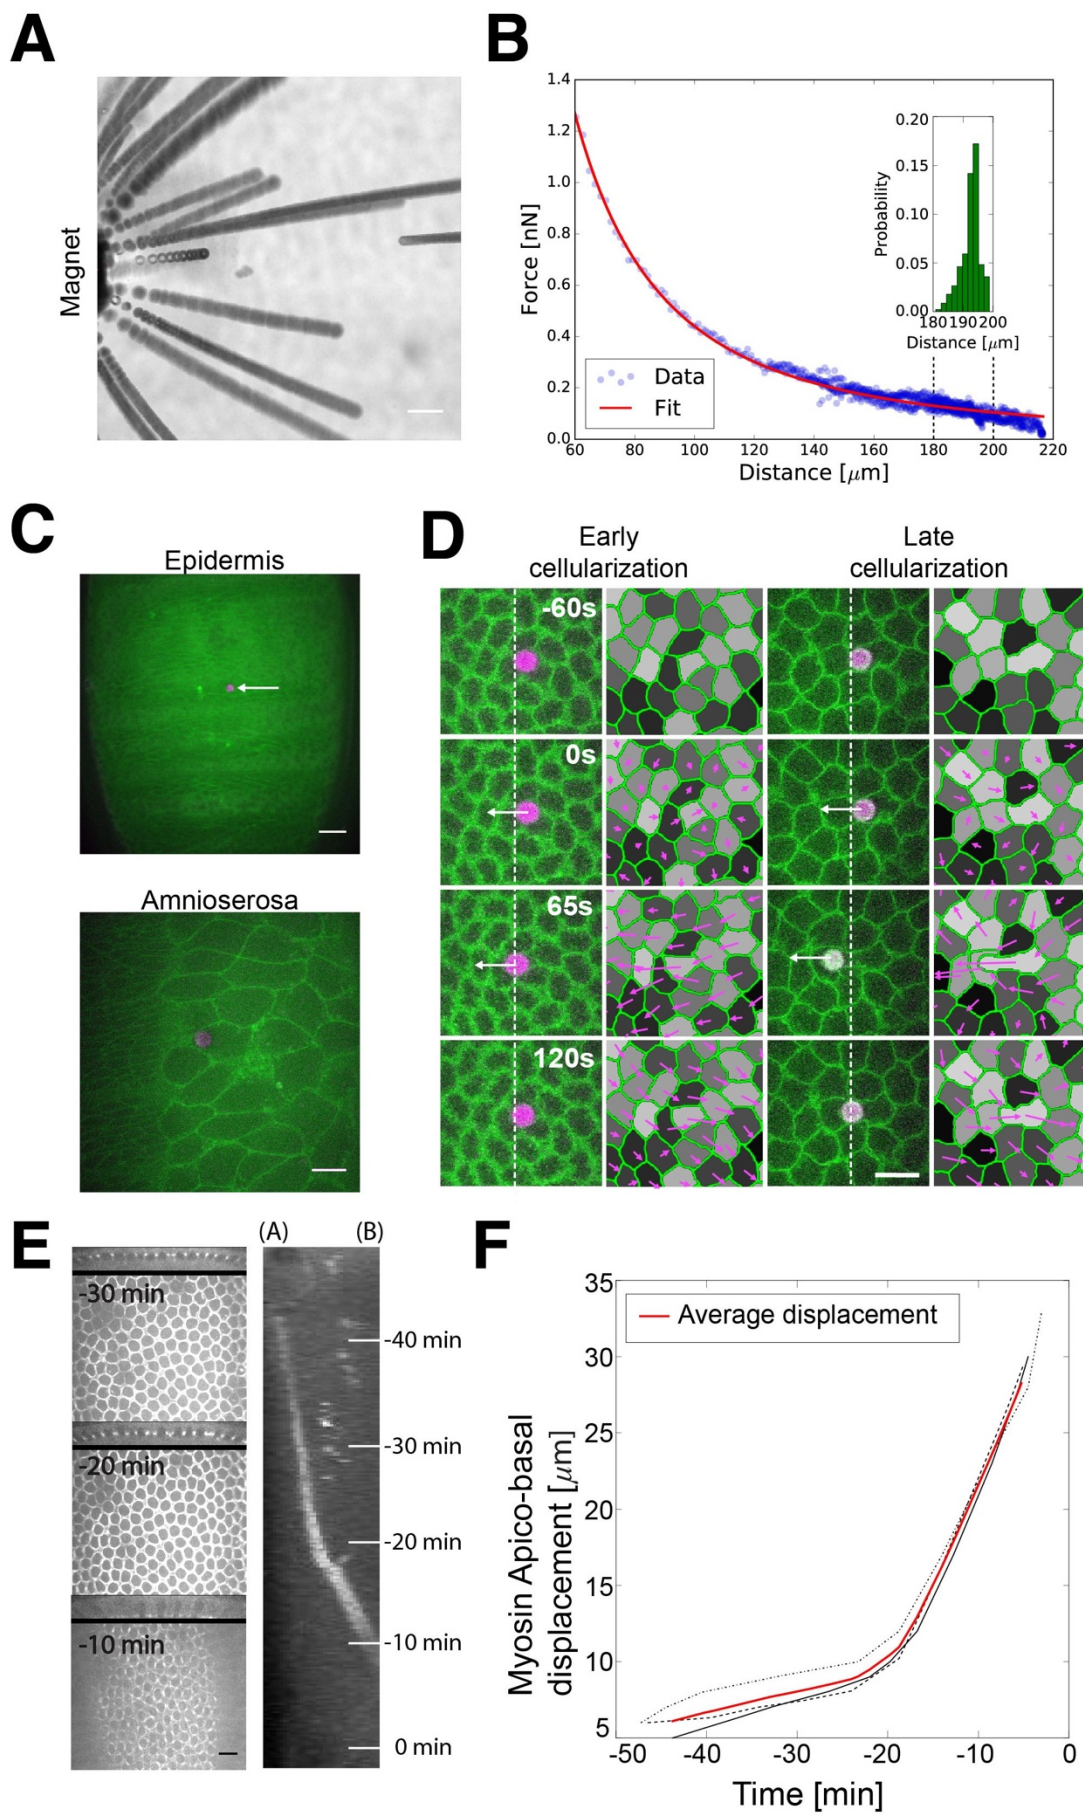 A
Magnet
B
1.4
1.2
1.0
0.8
0.6
0.4
0.2
0.0
Force [nN]
60
80
100
120
140
160
180
200
220
Distance [μm]
Data
Fit
0.20
0.15
0.10
0.05
0.00
Probability
180
190
200
Distance [μm]
C
Epidermis
Amnioserosa
D
Early
cellularization
Late
cellularization
-60s
0s
65s
120s
E
-30 min
-20 min
-10 min
(A)
(B)
-40 min
-30 min
-20 min
-10 min
0 min
F
35
30
25
20
15
10
5
Myosin Apico-basal
displacement [μm]
Average displacement
-50
-40
-30
-20
-10
0
Time [min]